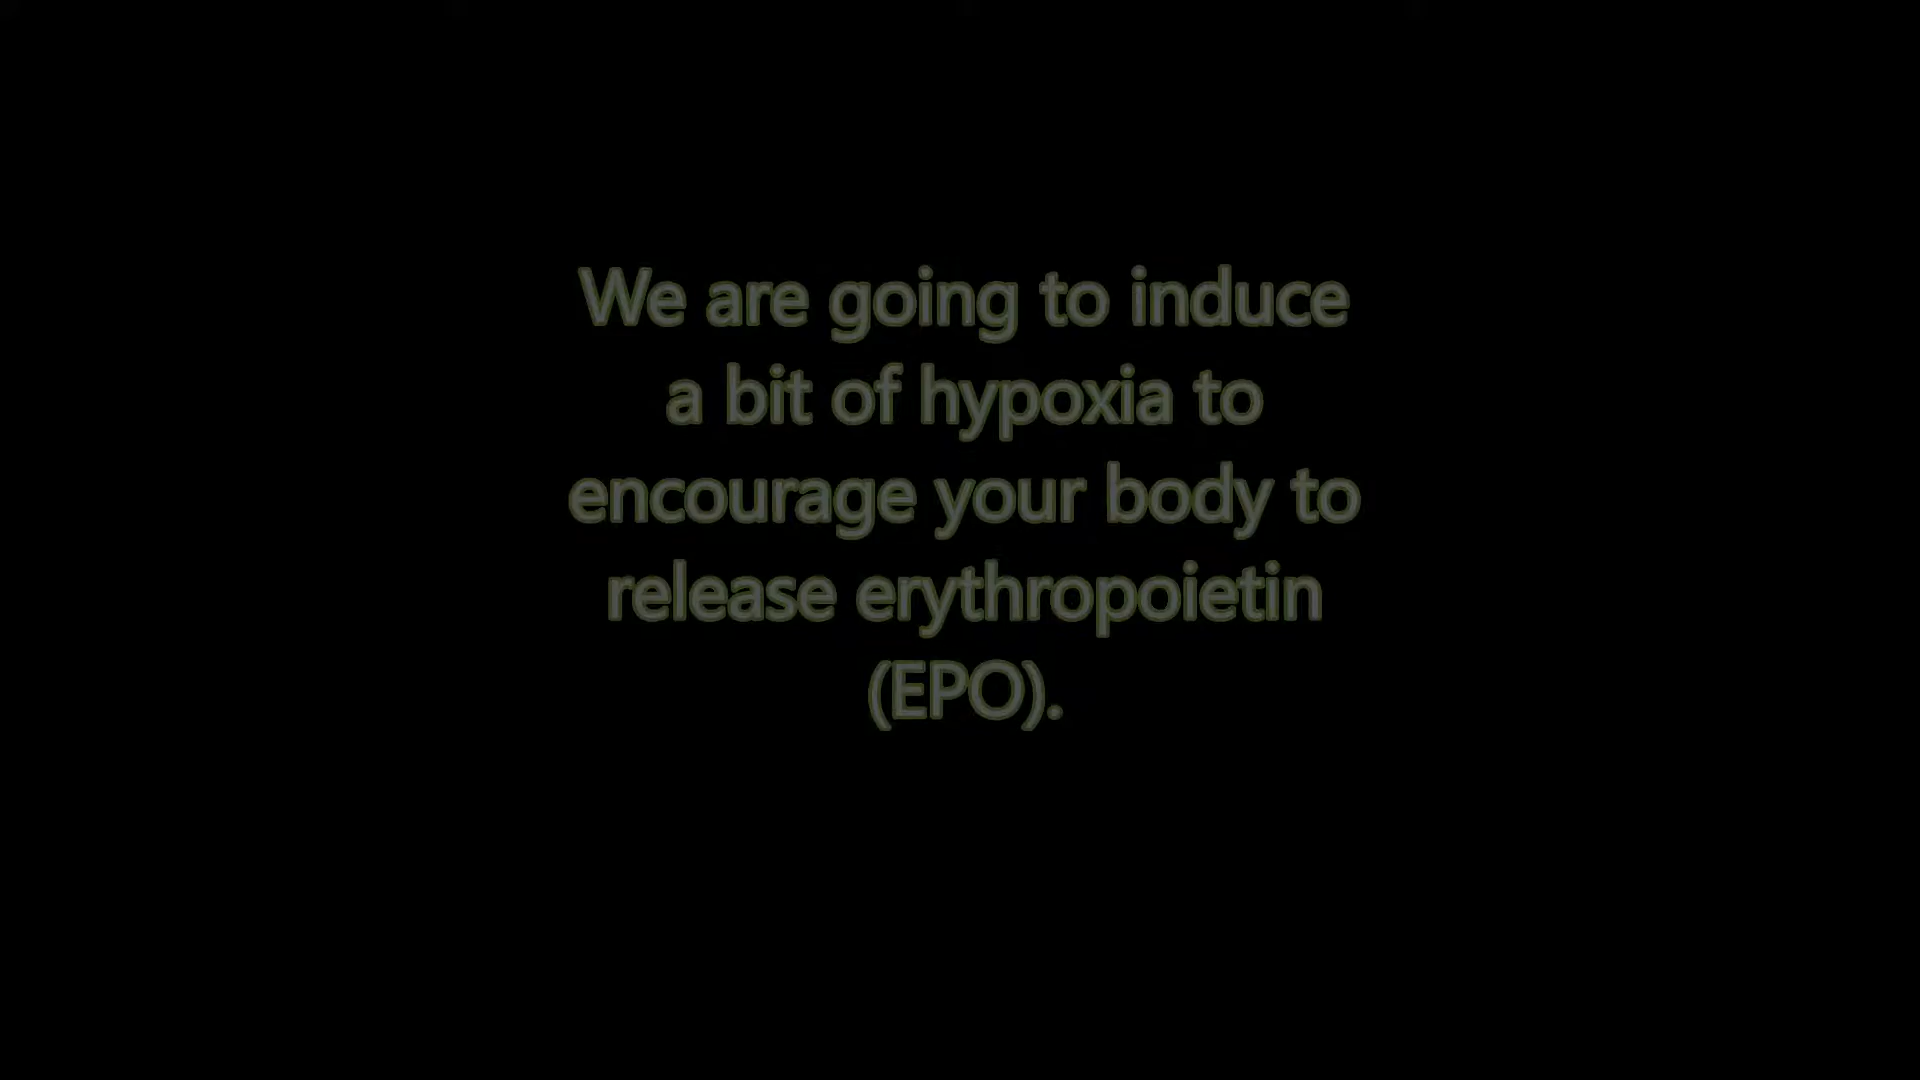 We are going to induce
a bit of hypoxia to
encourage your body to
release erythropoietin
(EPO).